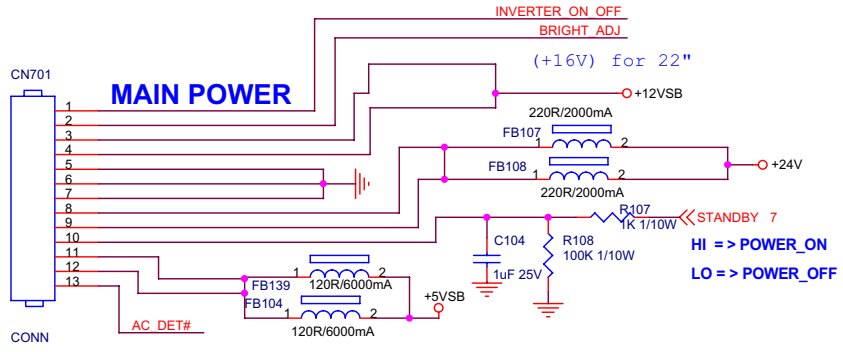 INVERTER_ON_OFF
BRIGHT_ADJ
(+16V) for 22"
CN701
MAIN POWER
+12VSB
1
2
3
4
5
6
7
8
9
10
11
12
13
220R/2000mA
FB107
1 2
FB108
1 2
220R/2000mA
+24V
R107
1K 1/10W
STANDBY 7
HI = > POWER_ON
LO = > POWER_OFF
C104
1uF 25V
R108
100K 1/10W
FB139
1 2
120R/6000mA
FB104
1 2
120R/6000mA
+5VSB
AC_DET#
CONN